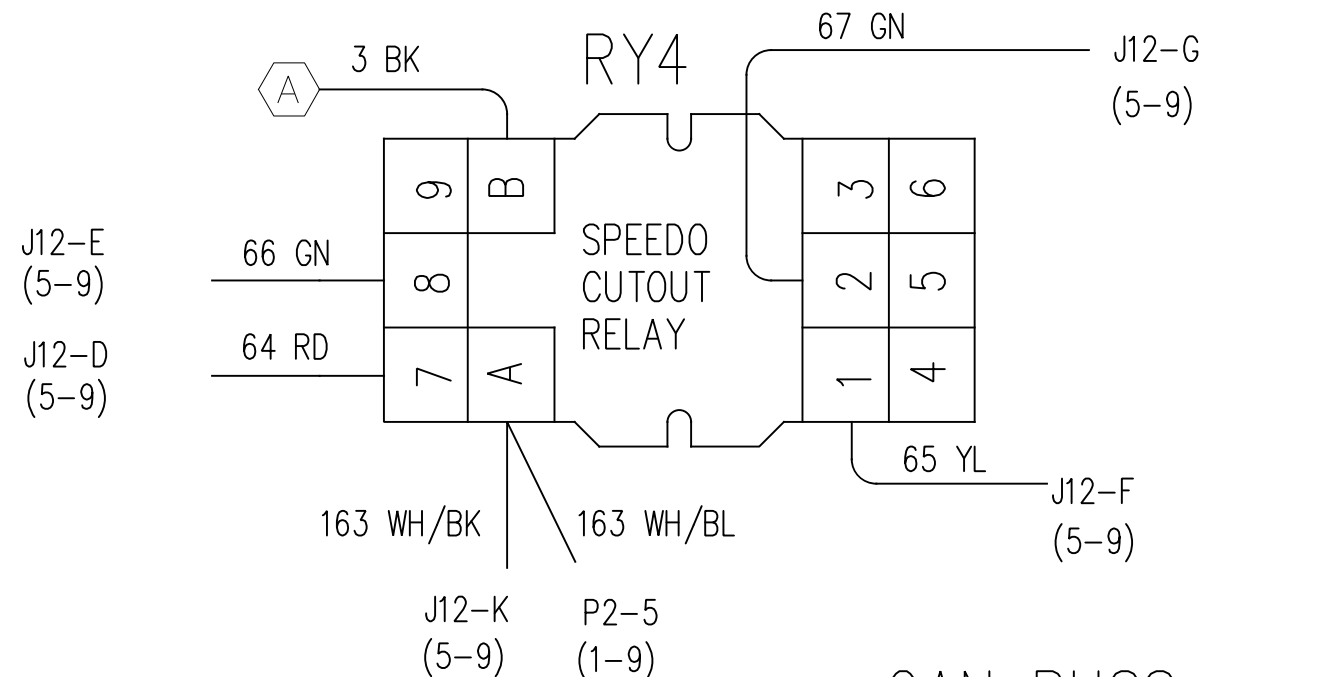 67 GN
J12-G
(5-9)
3 BK
A
RY4
9 B
3 6
J12-E
(5-9)
66 GN
8
SPEEDO
CUTOUT
RELAY
2 5
J12-D
(5-9)
64 RD
7 A
1 4
65 YL
J12-F
(5-9)
163 WH/BK
163 WH/BL
J12-K
(5-9)
P2-5
(1-9)